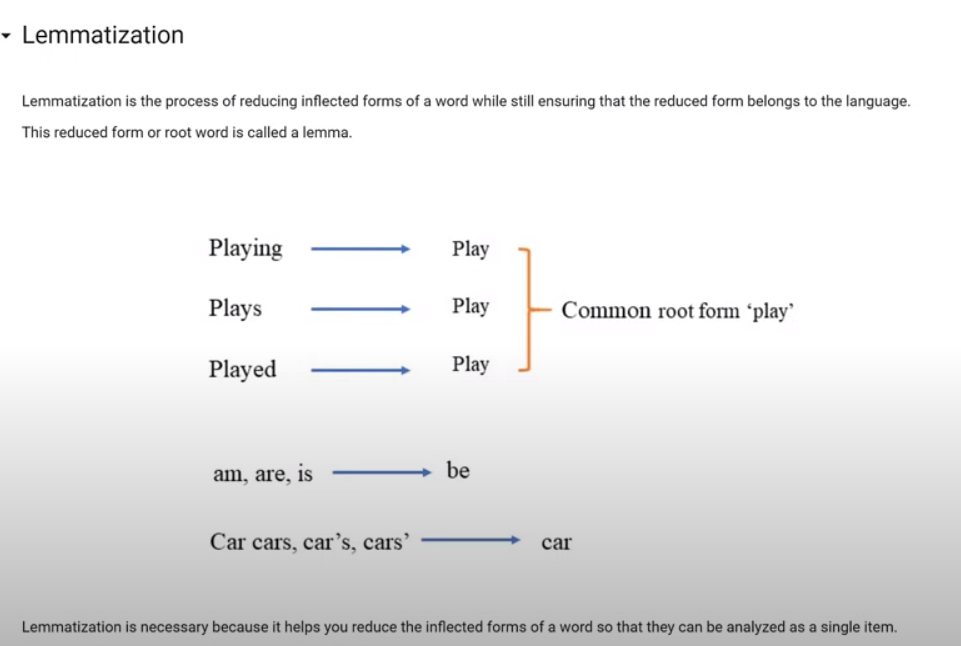 Lemmatization
Lemmatization is the process of reducing inflected forms of a word while still ensuring that the reduced form belongs to the language.
This reduced form or root word is called a lemma.
Playing Play
Plays Play Common root form ‘play’
Played Play
am, are, is be
Car cars, car’s, cars’ car
Lemmatization is necessary because it helps you reduce the inflected forms of a word so that they can be analyzed as a single item.